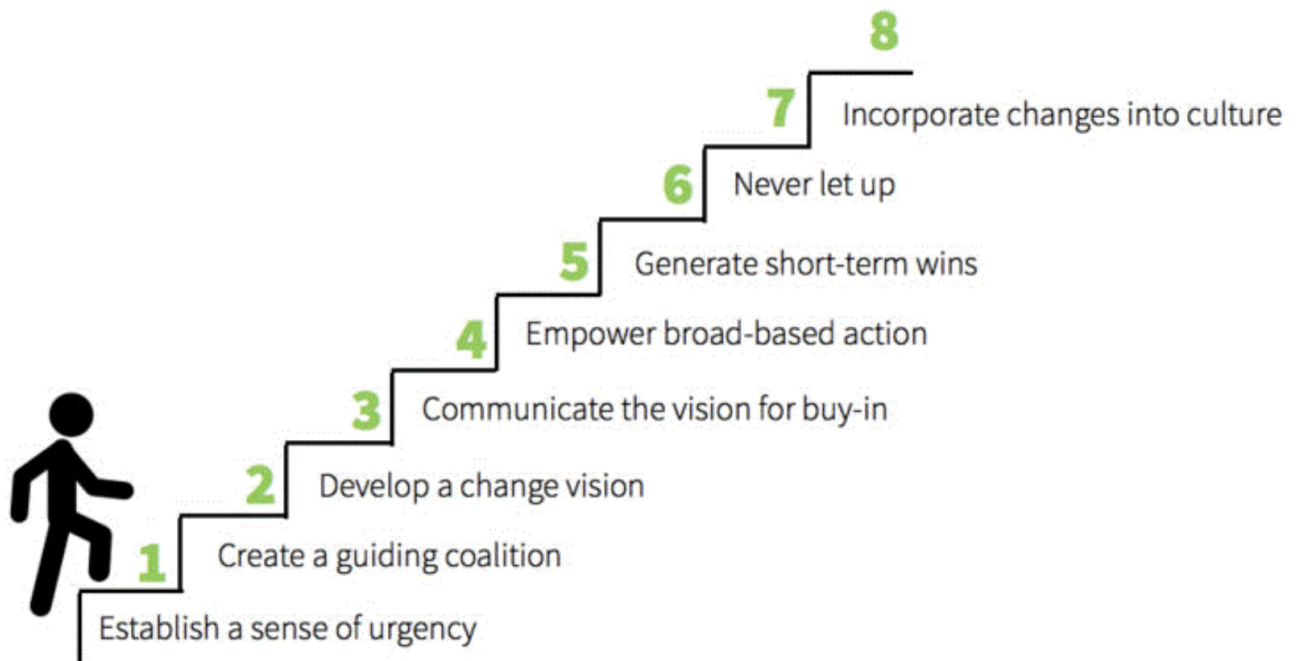 8
7
Incorporate changes into culture
6
Never let up
5
Generate short-term wins
4
Empower broad-based action
3
Communicate the vision for buy-in
2
Develop a change vision
1
Create a guiding coalition
Establish a sense of urgency